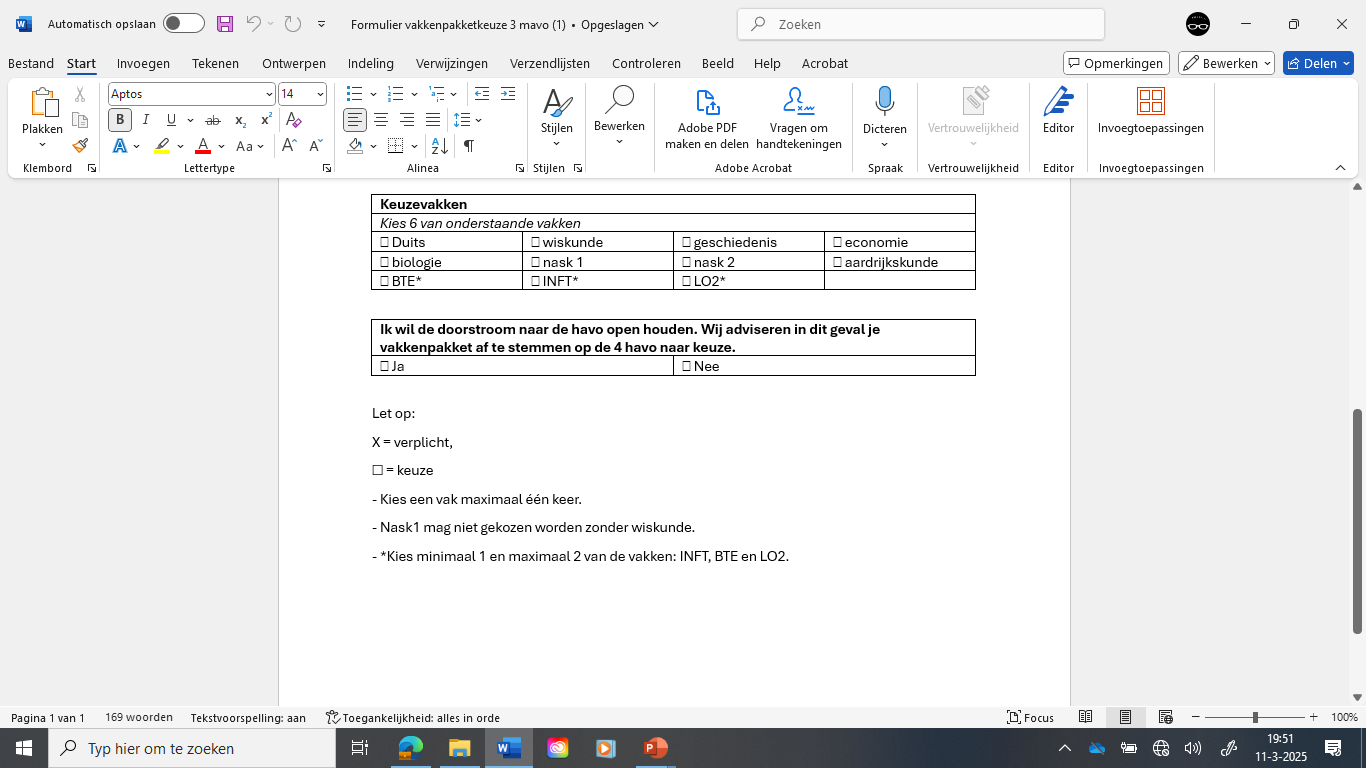 Automatisch opslaan
Formulier vakkenpakketkeuze 3 mavo (1) • Opgeslagen
Zoeken
Bestand Start Invoegen Tekenen Ontwerpen Indeling Verwijzingen Verzendlijsten Controleren Beeld Help Acrobat
Opmerkingen Bewerken Delen
Plakken
Klembord
Aptos 14
B I U ab x₂ x² A
A A Aa A A
Lettertype
Alinea
Stijlen
Stijlen
Bewerken
Adobe PDF
maken en delen
Vragen om
handtekeningen
Adobe Acrobat
Dicteren
Spraak
Vertrouwelijkheid
Vertrouwelijkheid
Editor
Editor
Invoegtoepassingen
Invoegtoepassingen
Keuzevakken
Kies 6 van onderstaande vakken
☐ Duits ☐ wiskunde ☐ geschiedenis ☐ economie
☐ biologie ☐ nask 1 ☐ nask 2 ☐ aardrijkskunde
☐ BTE* ☐ INFT* ☐ LO2*
Ik wil de doorstroom naar de havo open houden. Wij adviseren in dit geval je
vakkenpakket af te stemmen op de 4 havo naar keuze.
☐ Ja ☐ Nee
Let op:
X = verplicht,
☐ = keuze
- Kies een vak maximaal één keer.
- Nask1 mag niet gekozen worden zonder wiskunde.
- *Kies minimaal 1 en maximaal 2 van de vakken: INFT, BTE en LO2.
Pagina 1 van 1 169 woorden Tekstvoorspelling: aan Toegankelijkheid: alles in orde Focus 100%
Typ hier om te zoeken
19:51
11-3-2025